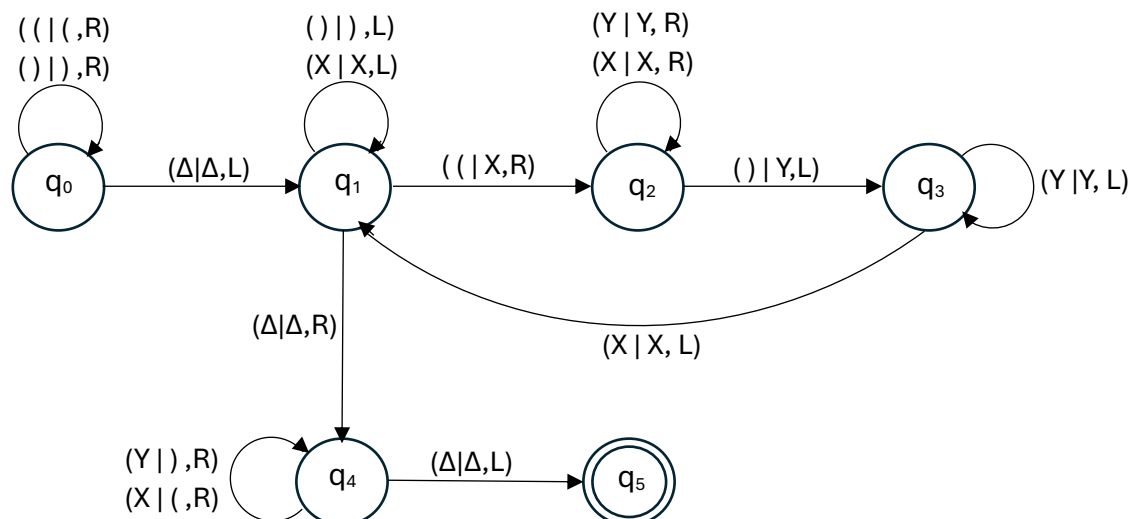 ( ( | ( ,R)
( ) | ) ,R)
( ) | ) ,L)
(X | X,L)
(Y | Y, R)
(X | X, R)
q₀
(Δ|Δ,L)
q₁
( ( | X,R)
q₂
( ) | Y,L)
q₃
(Y |Y, L)
(Δ|Δ,R)
(X | X, L)
(Y | ) ,R)
(X | ( ,R)
q₄
(Δ|Δ,L)
q₅